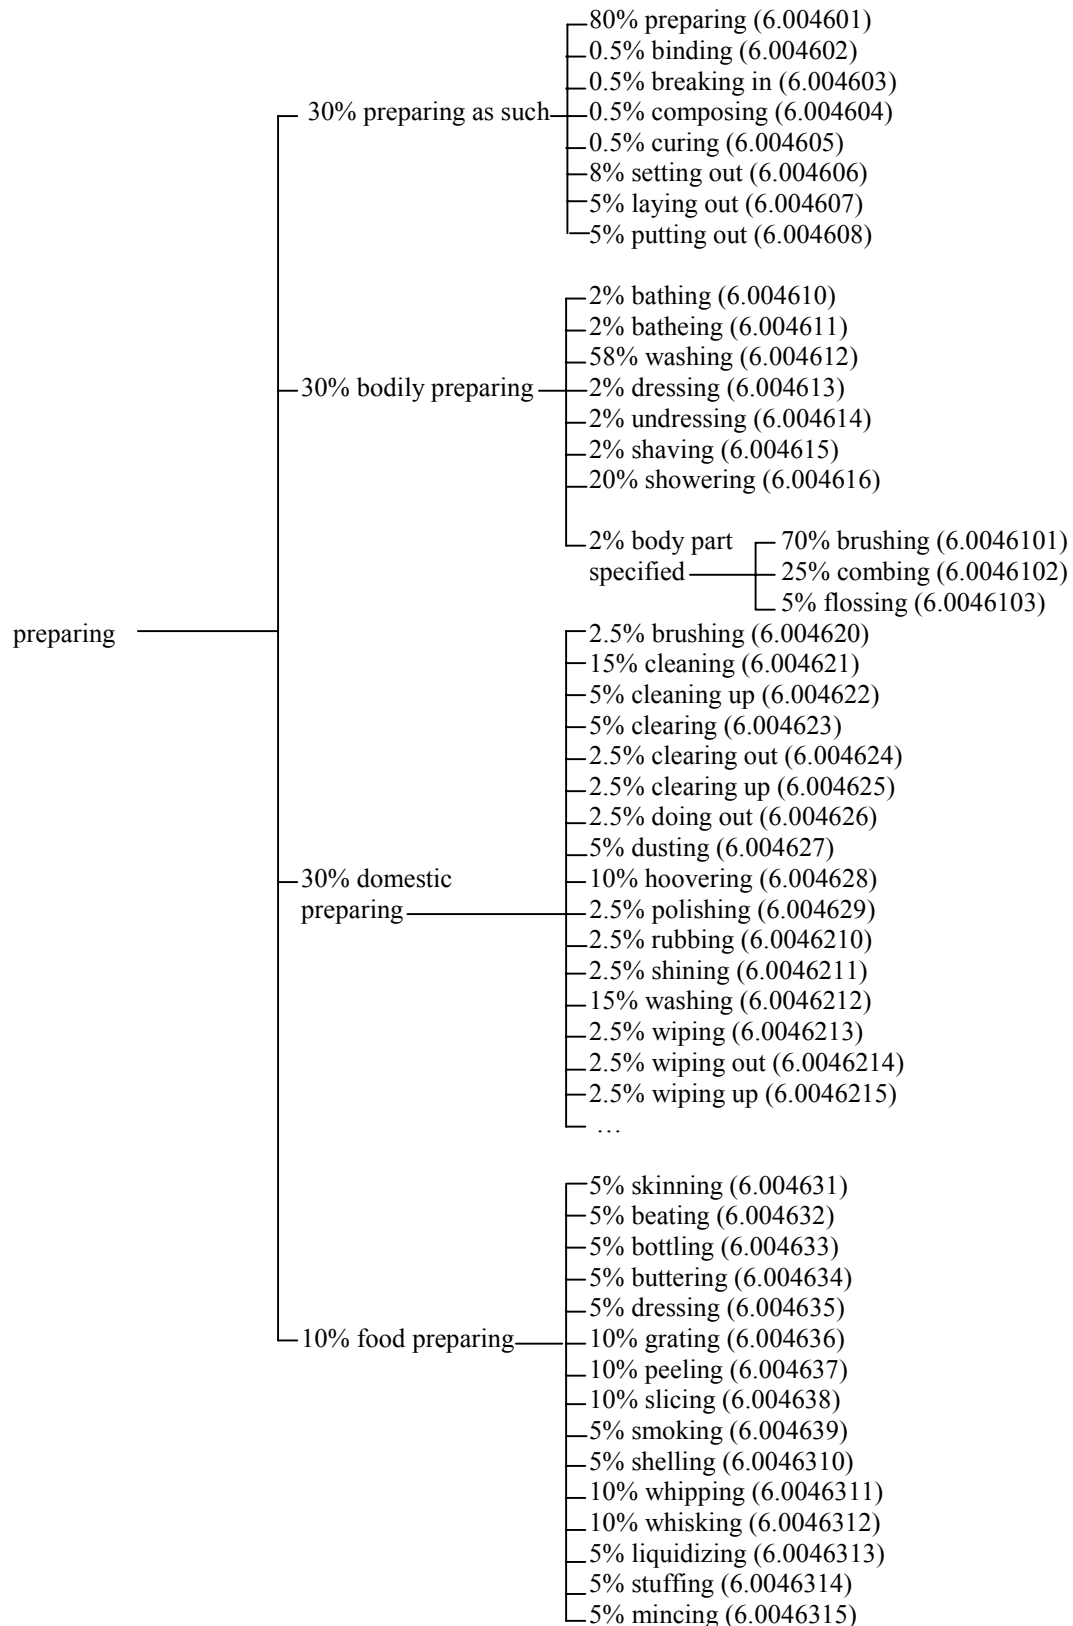 80% preparing (6.004601)
0.5% binding (6.004602)
0.5% breaking in (6.004603)
30% preparing as such
0.5% composing (6.004604)
0.5% curing (6.004605)
8% setting out (6.004606)
5% laying out (6.004607)
5% putting out (6.004608)
2% bathing (6.004610)
2% batheing (6.004611)
58% washing (6.004612)
30% bodily preparing
2% dressing (6.004613)
2% undressing (6.004614)
2% shaving (6.004615)
20% showering (6.004616)
2% body part
specified
70% brushing (6.0046101)
25% combing (6.0046102)
5% flossing (6.0046103)
preparing
2.5% brushing (6.004620)
15% cleaning (6.004621)
5% cleaning up (6.004622)
5% clearing (6.004623)
2.5% clearing out (6.004624)
2.5% clearing up (6.004625)
2.5% doing out (6.004626)
5% dusting (6.004627)
30% domestic
preparing
10% hoovering (6.004628)
2.5% polishing (6.004629)
2.5% rubbing (6.0046210)
2.5% shining (6.0046211)
15% washing (6.0046212)
2.5% wiping (6.0046213)
2.5% wiping out (6.0046214)
2.5% wiping up (6.0046215)
…
5% skinning (6.004631)
5% beating (6.004632)
5% bottling (6.004633)
5% buttering (6.004634)
5% dressing (6.004635)
10% food preparing
10% grating (6.004636)
10% peeling (6.004637)
10% slicing (6.004638)
5% smoking (6.004639)
5% shelling (6.0046310)
10% whipping (6.0046311)
10% whisking (6.0046312)
5% liquidizing (6.0046313)
5% stuffing (6.0046314)
5% mincing (6.0046315)